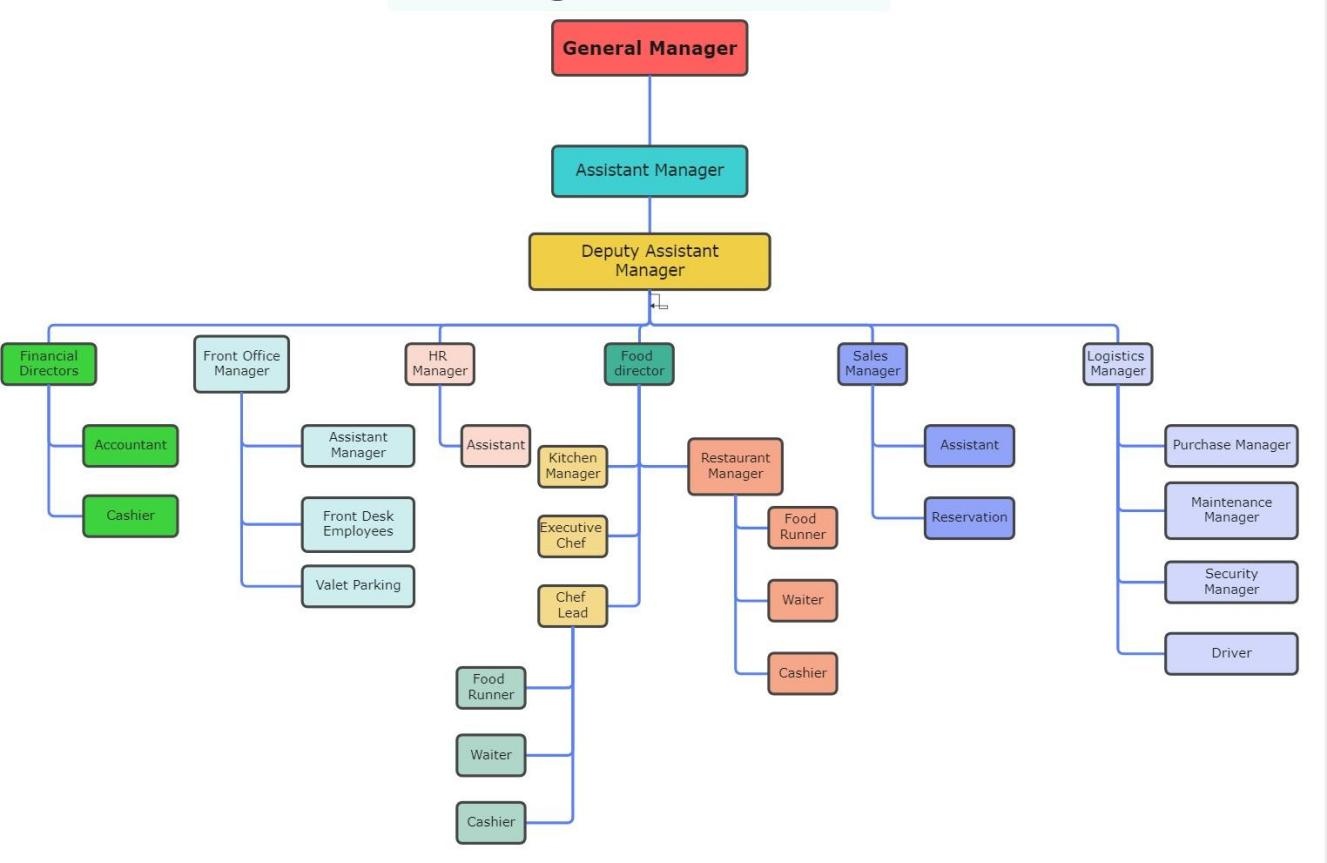 General Manager
Assistant Manager
Deputy Assistant
Manager
Financial
Directors
Front Office
Manager
HR
Manager
Food
director
Sales
Manager
Logistics
Manager
Accountant
Cashier
Assistant
Manager
Front Desk
Employees
Valet Parking
Assistant
Kitchen
Manager
Executive
Chef
Chef
Lead
Food
Runner
Waiter
Cashier
Restaurant
Manager
Food
Runner
Waiter
Cashier
Assistant
Reservation
Purchase Manager
Maintenance
Manager
Security
Manager
Driver